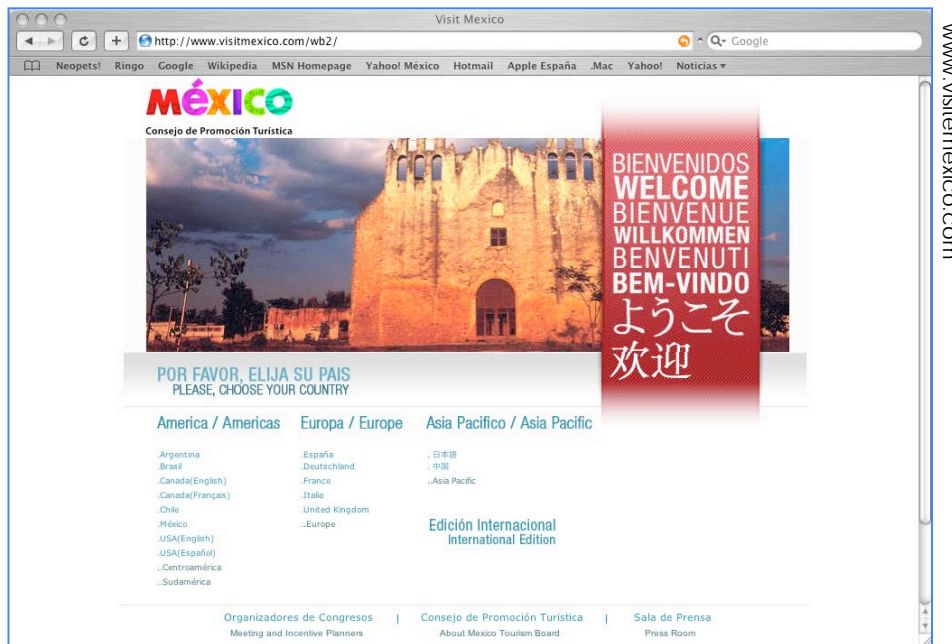 Visit Mexico
http://www.visitmexico.com/wb2/
Google
Neopets! Ringo Google Wikipedia MSN Homepage Yahoo! México Hotmail Apple España .Mac Yahoo! Noticias
MéXICO
Consejo de Promoción Turística
BIENVENIDOS
WELCOME
BIENVENUE
WILLKOMMEN
BENVENUTI
BEM-VINDO
ようこそ
欢迎
POR FAVOR, ELIJA SU PAIS
PLEASE, CHOOSE YOUR COUNTRY
America / Americas
.Argentina
.Brasil
.Canada(English)
.Canada(Français)
.Chile
.México
.USA(English)
.USA(Español)
..Centroamérica
..Sudamérica
Europa / Europe
.España
.Deutschland
.France
.Italia
.United Kingdom
..Europe
Asia Pacifico / Asia Pacific
. 日本語
. 中国
..Asia Pacific
Edición Internacional
International Edition
Organizadores de Congresos | Consejo de Promoción Turistica | Sala de Prensa
Meeting and Incentive Planners About Mexico Tourism Board Press Room
www.visitemexico.com